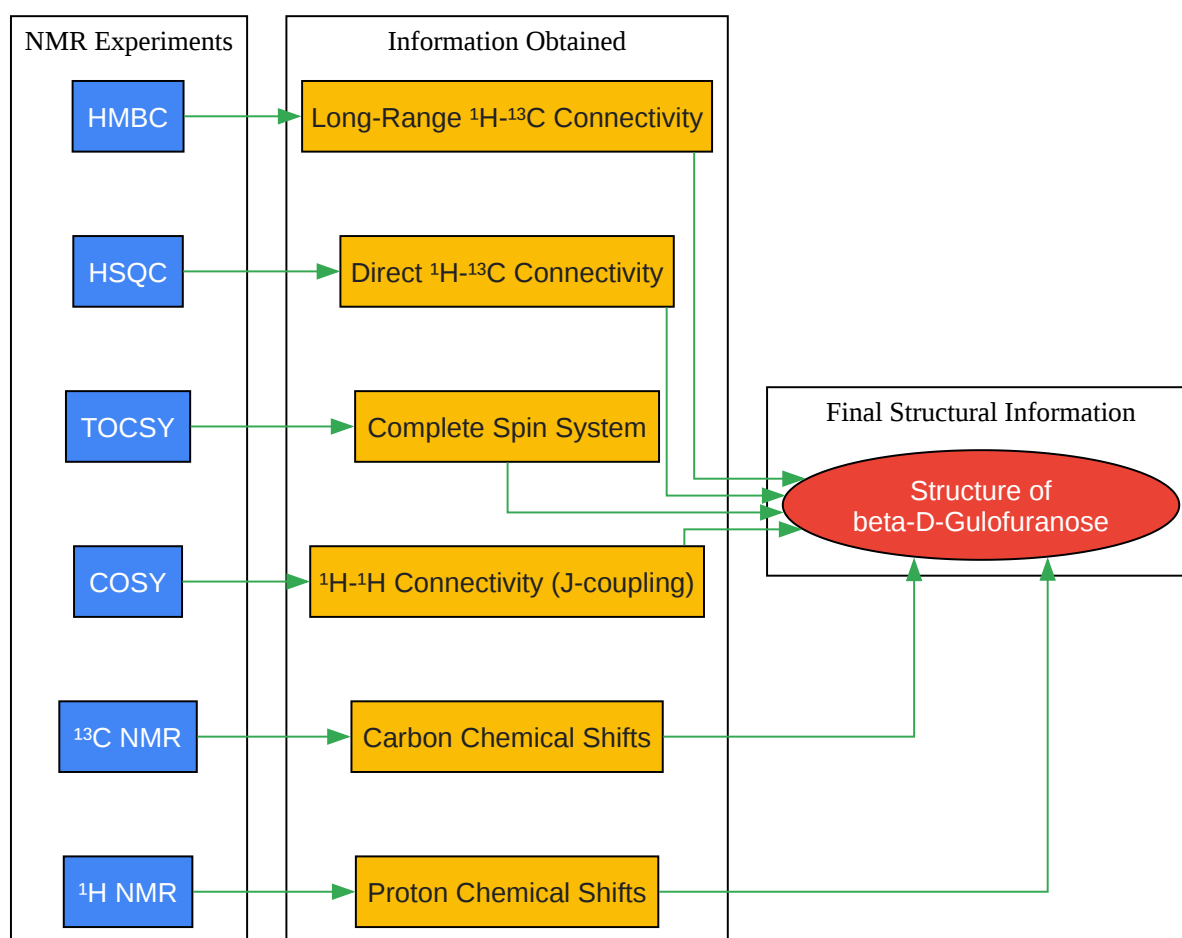 NMR Experiments
Information Obtained
HMBC
Long-Range ¹H-¹³C Connectivity
HSQC
Direct ¹H-¹³C Connectivity
TOCSY
Complete Spin System
Final Structural Information
Structure of
beta-D-Gulofuranose
COSY
¹H-¹H Connectivity (J-coupling)
¹³C NMR
Carbon Chemical Shifts
¹H NMR
Proton Chemical Shifts